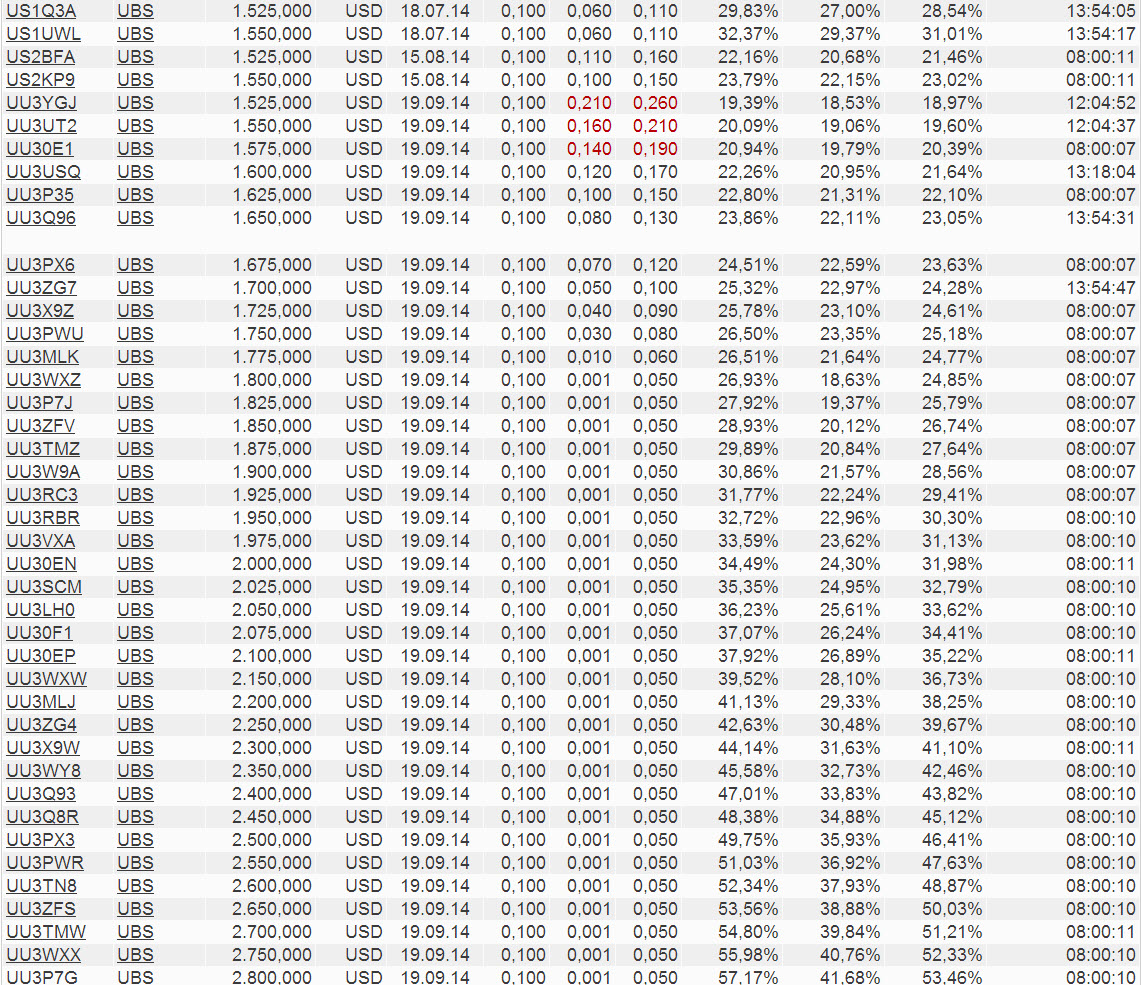 US1Q3A UBS 1.525,000 USD 18.07.14 0,100 0,060 0,110 29,83% 27,00% 28,54% 13:54:05
US1UWL UBS 1.550,000 USD 18.07.14 0,100 0,060 0,110 32,37% 29,37% 31,01% 13:54:17
US2BFA UBS 1.525,000 USD 15.08.14 0,100 0,110 0,160 22,16% 20,68% 21,46% 08:00:11
US2KP9 UBS 1.550,000 USD 15.08.14 0,100 0,100 0,150 23,79% 22,15% 23,02% 08:00:11
UU3YGJ UBS 1.525,000 USD 19.09.14 0,100 0,210 0,260 19,39% 18,53% 18,97% 12:04:52
UU3UT2 UBS 1.550,000 USD 19.09.14 0,100 0,160 0,210 20,09% 19,06% 19,60% 12:04:37
UU30E1 UBS 1.575,000 USD 19.09.14 0,100 0,140 0,190 20,94% 19,79% 20,39% 08:00:07
UU3USQ UBS 1.600,000 USD 19.09.14 0,100 0,120 0,170 22,26% 20,95% 21,64% 13:18:04
UU3P35 UBS 1.625,000 USD 19.09.14 0,100 0,100 0,150 22,80% 21,31% 22,10% 08:00:07
UU3Q96 UBS 1.650,000 USD 19.09.14 0,100 0,080 0,130 23,86% 22,11% 23,05% 13:54:31
UU3PX6 UBS 1.675,000 USD 19.09.14 0,100 0,070 0,120 24,51% 22,59% 23,63% 08:00:07
UU3ZG7 UBS 1.700,000 USD 19.09.14 0,100 0,050 0,100 25,32% 22,97% 24,28% 13:54:47
UU3X9Z UBS 1.725,000 USD 19.09.14 0,100 0,040 0,090 25,78% 23,10% 24,61% 08:00:07
UU3PWU UBS 1.750,000 USD 19.09.14 0,100 0,030 0,080 26,50% 23,35% 25,18% 08:00:07
UU3MLK UBS 1.775,000 USD 19.09.14 0,100 0,010 0,060 26,51% 21,64% 24,77% 08:00:07
UU3WXZ UBS 1.800,000 USD 19.09.14 0,100 0,001 0,050 26,93% 18,63% 24,85% 08:00:07
UU3P7J UBS 1.825,000 USD 19.09.14 0,100 0,001 0,050 27,92% 19,37% 25,79% 08:00:07
UU3ZFV UBS 1.850,000 USD 19.09.14 0,100 0,001 0,050 28,93% 20,12% 26,74% 08:00:07
UU3TMZ UBS 1.875,000 USD 19.09.14 0,100 0,001 0,050 29,89% 20,84% 27,64% 08:00:07
UU3W9A UBS 1.900,000 USD 19.09.14 0,100 0,001 0,050 30,86% 21,57% 28,56% 08:00:07
UU3RC3 UBS 1.925,000 USD 19.09.14 0,100 0,001 0,050 31,77% 22,24% 29,41% 08:00:07
UU3RBR UBS 1.950,000 USD 19.09.14 0,100 0,001 0,050 32,72% 22,96% 30,30% 08:00:10
UU3VXA UBS 1.975,000 USD 19.09.14 0,100 0,001 0,050 33,59% 23,62% 31,13% 08:00:10
UU30EN UBS 2.000,000 USD 19.09.14 0,100 0,001 0,050 34,49% 24,30% 31,98% 08:00:11
UU3SCM UBS 2.025,000 USD 19.09.14 0,100 0,001 0,050 35,35% 24,95% 32,79% 08:00:10
UU3LH0 UBS 2.050,000 USD 19.09.14 0,100 0,001 0,050 36,23% 25,61% 33,62% 08:00:10
UU30F1 UBS 2.075,000 USD 19.09.14 0,100 0,001 0,050 37,07% 26,24% 34,41% 08:00:10
UU30EP UBS 2.100,000 USD 19.09.14 0,100 0,001 0,050 37,92% 26,89% 35,22% 08:00:11
UU3WXW UBS 2.150,000 USD 19.09.14 0,100 0,001 0,050 39,52% 28,10% 36,73% 08:00:10
UU3MLJ UBS 2.200,000 USD 19.09.14 0,100 0,001 0,050 41,13% 29,33% 38,25% 08:00:10
UU3ZG4 UBS 2.250,000 USD 19.09.14 0,100 0,001 0,050 42,63% 30,48% 39,67% 08:00:10
UU3X9W UBS 2.300,000 USD 19.09.14 0,100 0,001 0,050 44,14% 31,63% 41,10% 08:00:11
UU3WY8 UBS 2.350,000 USD 19.09.14 0,100 0,001 0,050 45,58% 32,73% 42,46% 08:00:10
UU3Q93 UBS 2.400,000 USD 19.09.14 0,100 0,001 0,050 47,01% 33,83% 43,82% 08:00:10
UU3Q8R UBS 2.450,000 USD 19.09.14 0,100 0,001 0,050 48,38% 34,88% 45,12% 08:00:10
UU3PX3 UBS 2.500,000 USD 19.09.14 0,100 0,001 0,050 49,75% 35,93% 46,41% 08:00:10
UU3PWR UBS 2.550,000 USD 19.09.14 0,100 0,001 0,050 51,03% 36,92% 47,63% 08:00:10
UU3TN8 UBS 2.600,000 USD 19.09.14 0,100 0,001 0,050 52,34% 37,93% 48,87% 08:00:10
UU3ZFS UBS 2.650,000 USD 19.09.14 0,100 0,001 0,050 53,56% 38,88% 50,03% 08:00:10
UU3TMW UBS 2.700,000 USD 19.09.14 0,100 0,001 0,050 54,80% 39,84% 51,21% 08:00:11
UU3WXX UBS 2.750,000 USD 19.09.14 0,100 0,001 0,050 55,98% 40,76% 52,33% 08:00:10
UU3P7G UBS 2.800,000 USD 19.09.14 0,100 0,001 0,050 57,17% 41,68% 53,46% 08:00:10